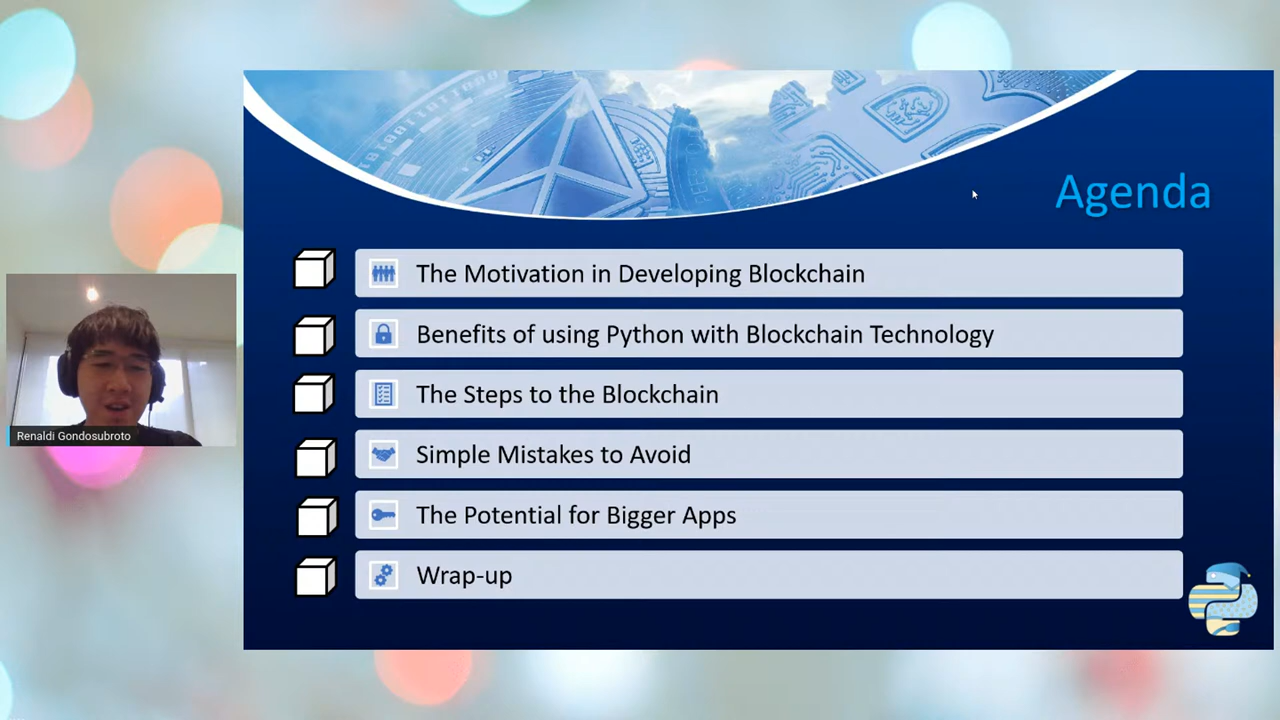 Agenda
The Motivation in Developing Blockchain
Benefits of using Python with Blockchain Technology
The Steps to the Blockchain
Simple Mistakes to Avoid
The Potential for Bigger Apps
Wrap-up
Renaldi Gondosubroto